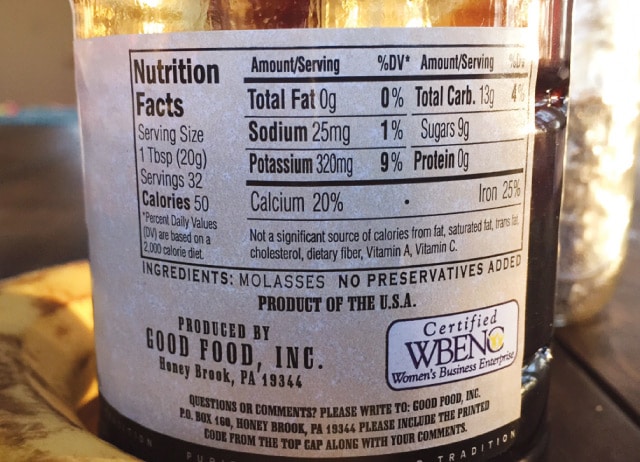 Nutrition
Facts
Serving Size
1 Tbsp (20g)
Servings 32
Calories 50
*Percent Daily Values
(DV) are based on a
2,000 calorie diet.
Amount/Serving %DV* Amount/Serving %DV*
Total Fat 0g 0% Total Carb. 13g 4%
Sodium 25mg 1% Sugars 9g
Potassium 320mg 9% Protein 0g
Calcium 20% • Iron 25%
Not a significant source of calories from fat, saturated fat, trans fat,
cholesterol, dietary fiber, Vitamin A, Vitamin C.
INGREDIENTS: MOLASSES NO PRESERVATIVES ADDED
PRODUCT OF THE U.S.A.
PRODUCED BY
GOOD FOOD, INC.
Honey Brook, PA 19344
Certified
WBENC
Women's Business Enterprise
QUESTIONS OR COMMENTS? PLEASE WRITE TO: GOOD FOOD, INC.
P.O. BOX 160, HONEY BROOK, PA 19344 PLEASE INCLUDE THE PRINTED
CODE FROM THE TOP CAP ALONG WITH YOUR COMMENTS.
TRADITION